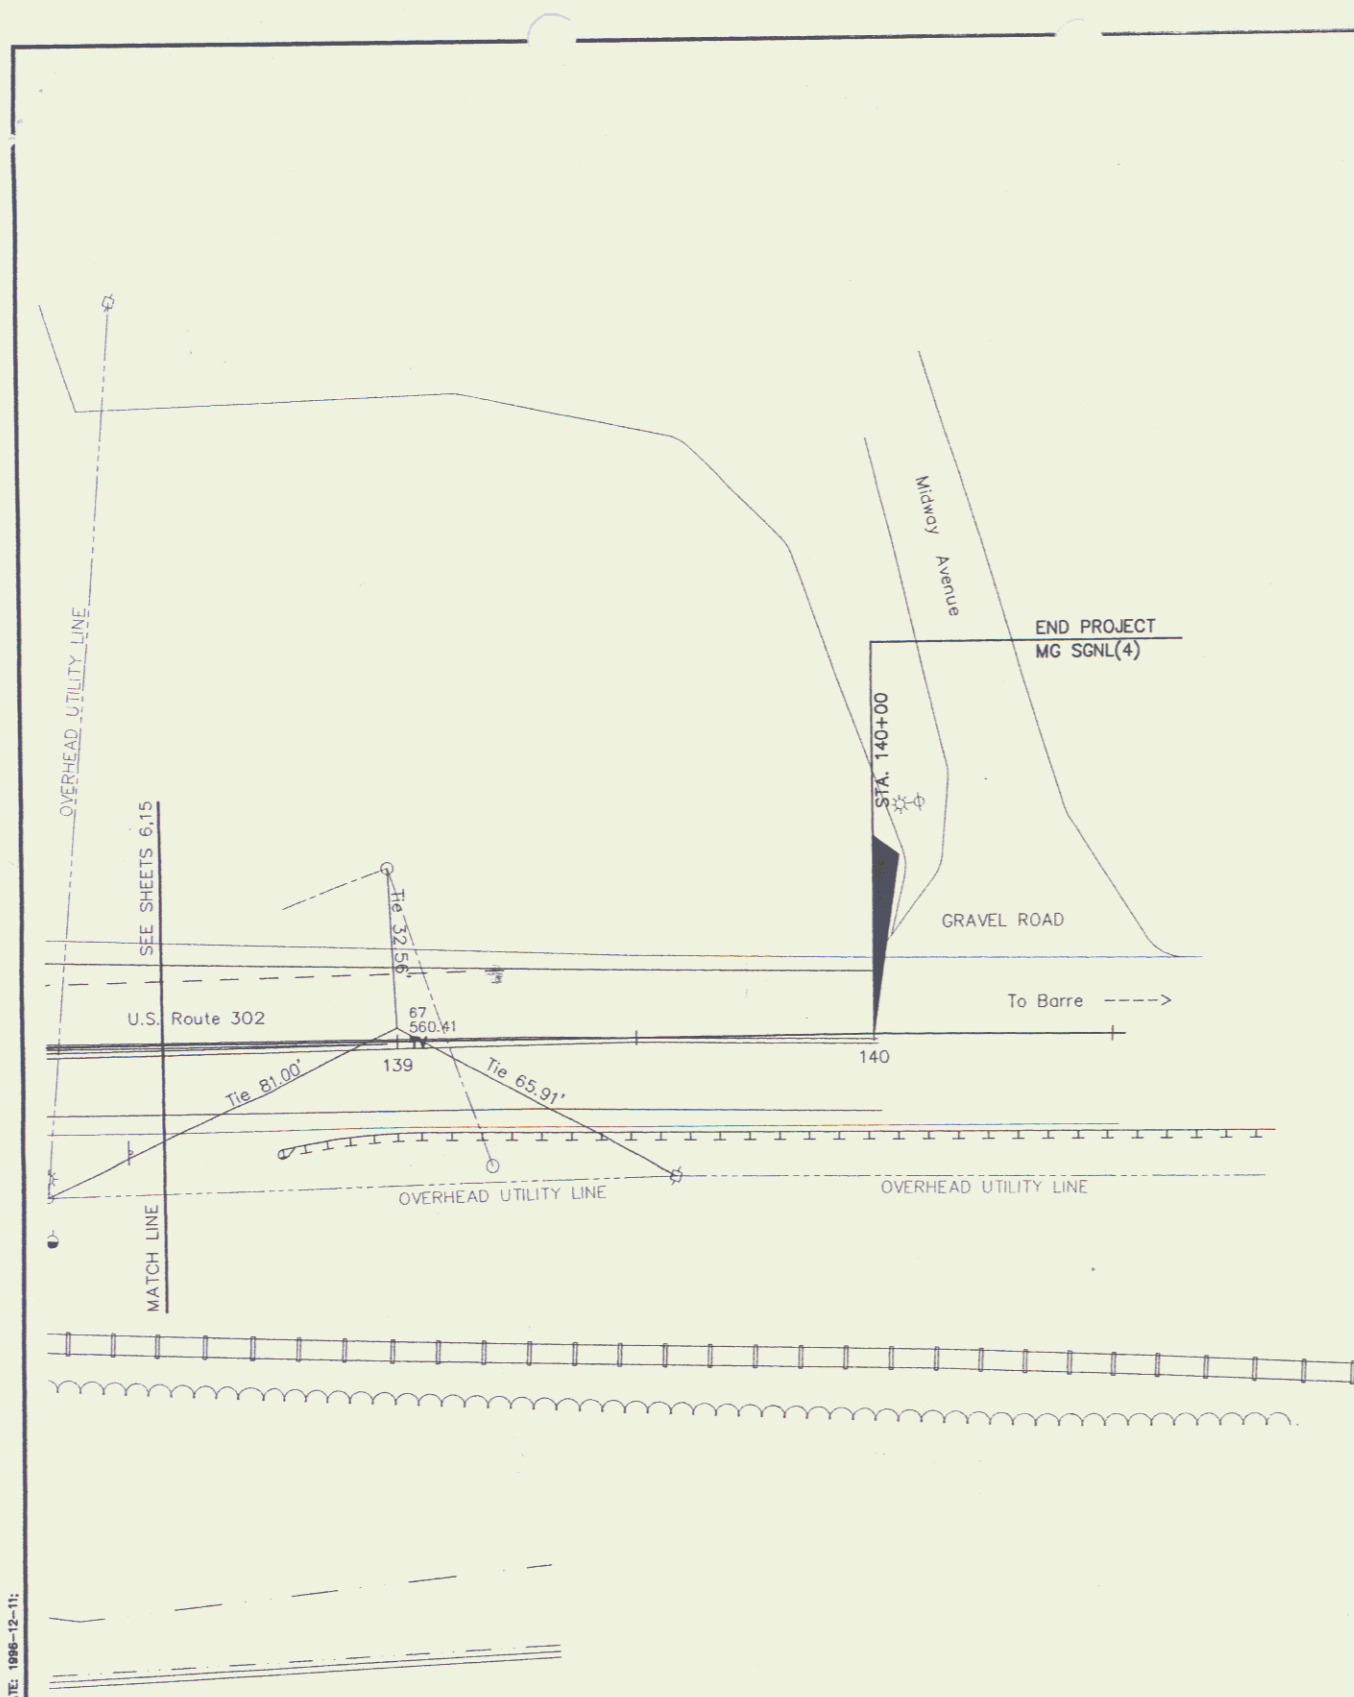 Midway Avenue
END PROJECT
MG SGNL(4)
STA. 140+00
OVERHEAD UTILITY LINE
SEE SHEETS 6,15
Tie 32.56'
GRAVEL ROAD
To Barre ---->
U.S. Route 302
67
560.41
139
140
Tie 81.00'
Tie 65.91'
OVERHEAD UTILITY LINE
OVERHEAD UTILITY LINE
MATCH LINE
TE: 1996-12-11;